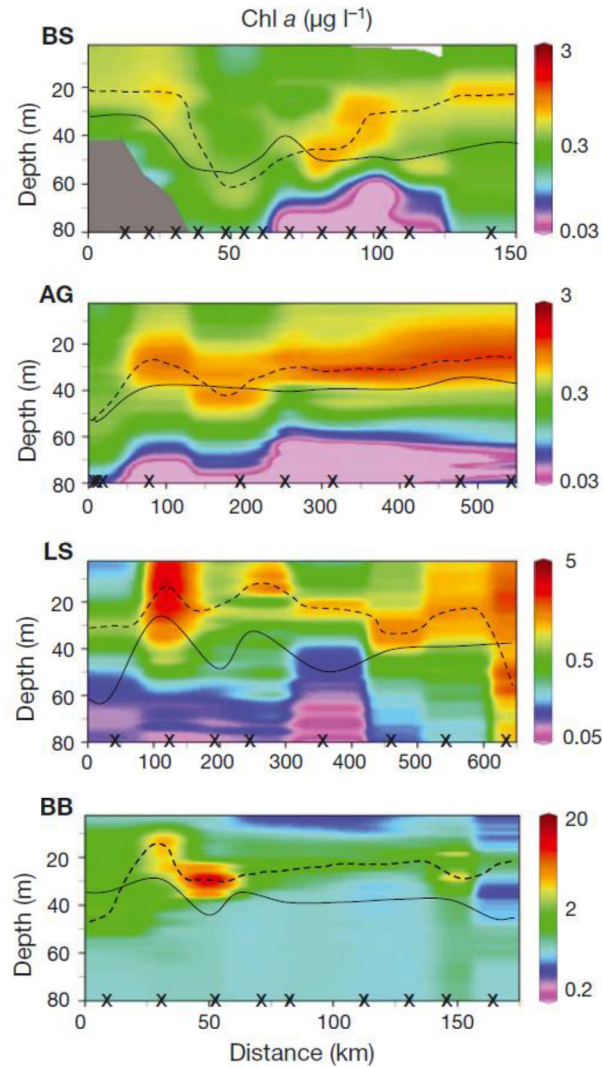 Chl a (µg l–1)
BS
Depth (m)
20
40
60
80
0
50
100
150
X X X X X X X X X X X X X
3
0.3
0.03
AG
Depth (m)
20
40
60
80
0 100 200 300 400 500
X X X X X X X X X X
3
0.3
0.03
LS
Depth (m)
20
40
60
80
0 100 200 300 400 500 600
X X X X X X X X
5
0.5
0.05
BB
Depth (m)
20
40
60
80
0 50 100 150
X X X X X X X X X
20
2
0.2
Distance (km)